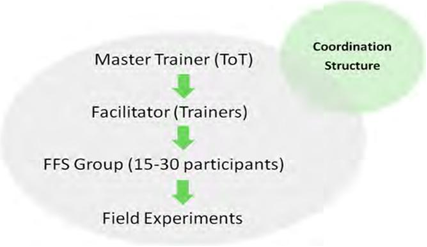 Coordination
Structure
Master Trainer (ToT)
Facilitator (Trainers)
FFS Group (15-30 participants)
Field Experiments